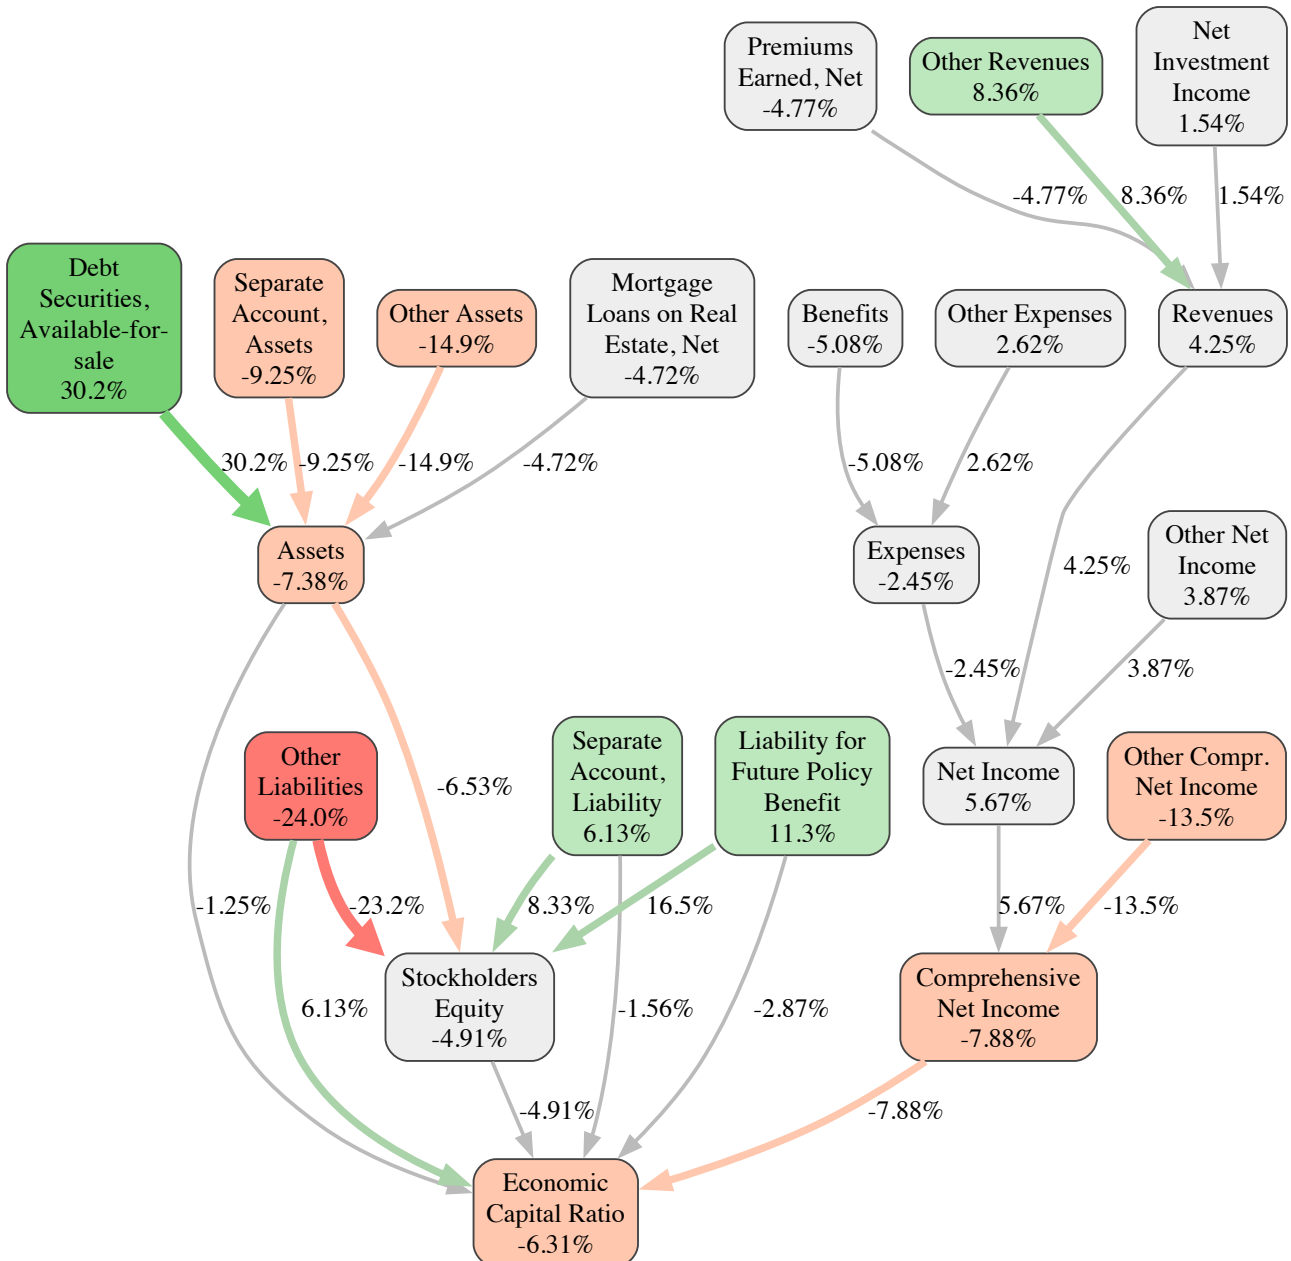 Premiums
Earned, Net
-4.77%
Other Revenues
8.36%
Net
Investment
Income
1.54%
-4.77%
8.36%
1.54%
Debt
Securities,
Available-for-
sale
30.2%
Separate
Account,
Assets
-9.25%
Other Assets
-14.9%
Mortgage
Loans on Real
Estate, Net
-4.72%
Benefits
-5.08%
Other Expenses
2.62%
Revenues
4.25%
30.2%
-9.25%
-14.9%
-4.72%
-5.08%
2.62%
Assets
-7.38%
Expenses
-2.45%
4.25%
Other Net
Income
3.87%
-2.45%
3.87%
Other
Liabilities
-24.0%
-6.53%
Separate
Account,
Liability
6.13%
Liability for
Future Policy
Benefit
11.3%
Net Income
5.67%
Other Compr.
Net Income
-13.5%
-1.25%
-23.2%
8.33%
16.5%
5.67%
-13.5%
6.13%
Stockholders
Equity
-4.91%
-1.56%
-2.87%
Comprehensive
Net Income
-7.88%
-4.91%
-7.88%
Economic
Capital Ratio
-6.31%